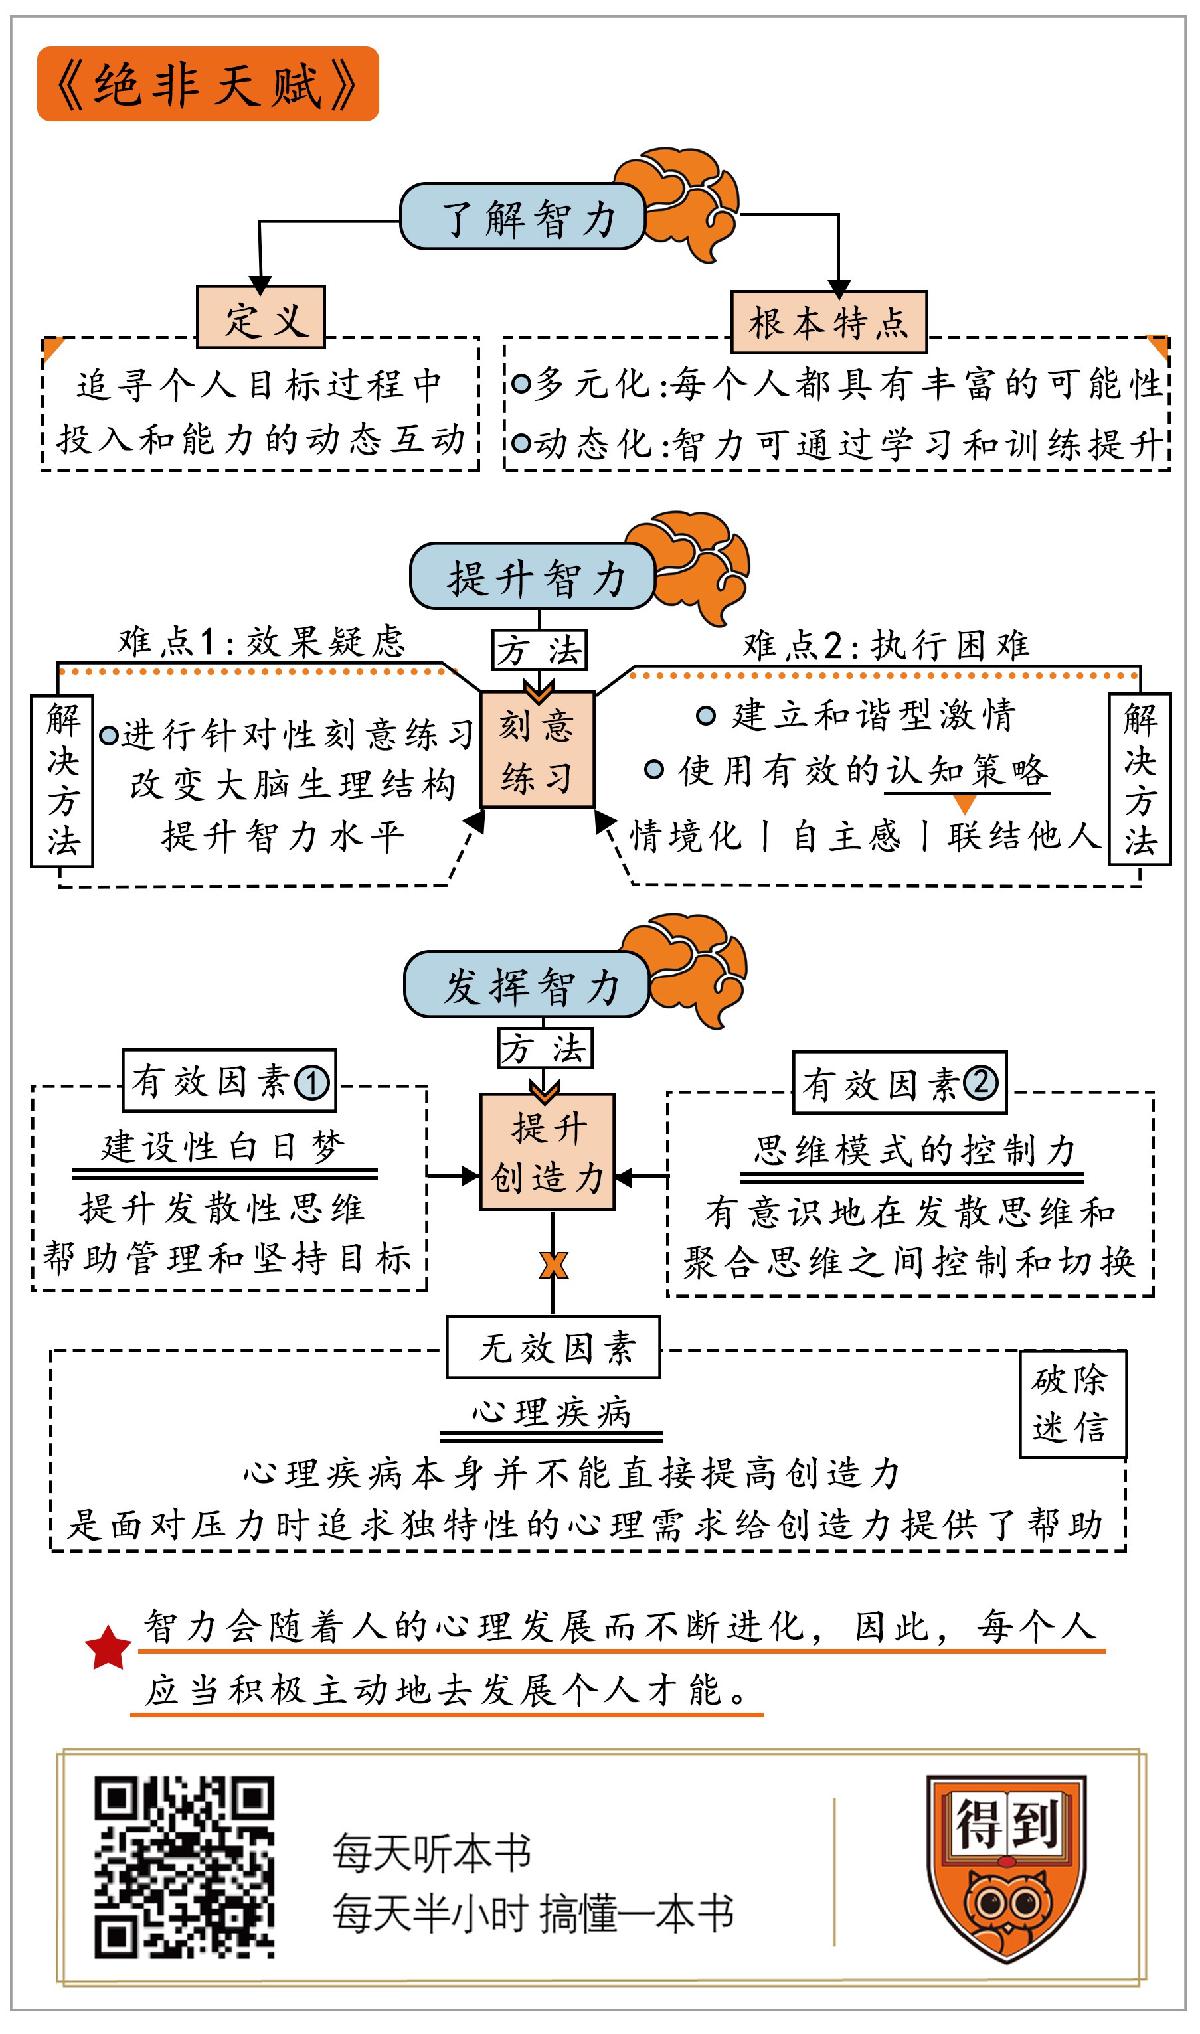 《绝非天赋》
了解智力
定义
追寻个人目标过程中
投入和能力的动态互动
根本特点
多元化:每个人都具有丰富的可能性
动态化:智力可通过学习和训练提升
提升智力
方法
刻意
练习
难点1:效果疑虑
解决方法
进行针对性刻意练习
改变大脑生理结构
提升智力水平
难点2:执行困难
解决方法
建立和谐型激情
使用有效的认知策略
情境化丨自主感丨联结他人
发挥智力
方法
提升
创造力
有效因素①
建设性白日梦
提升发散性思维
帮助管理和坚持目标
有效因素②
思维模式的控制力
有意识地在发散思维和
聚合思维之间控制和切换
X
无效因素
破除
迷信
心理疾病
心理疾病本身并不能直接提高创造力
是面对压力时追求独特性的心理需求给创造力提供了帮助
智力会随着人的心理发展而不断进化，因此，每个人
应当积极主动地去发展个人才能。
每天听本书
每天半小时 搞懂一本书
得到